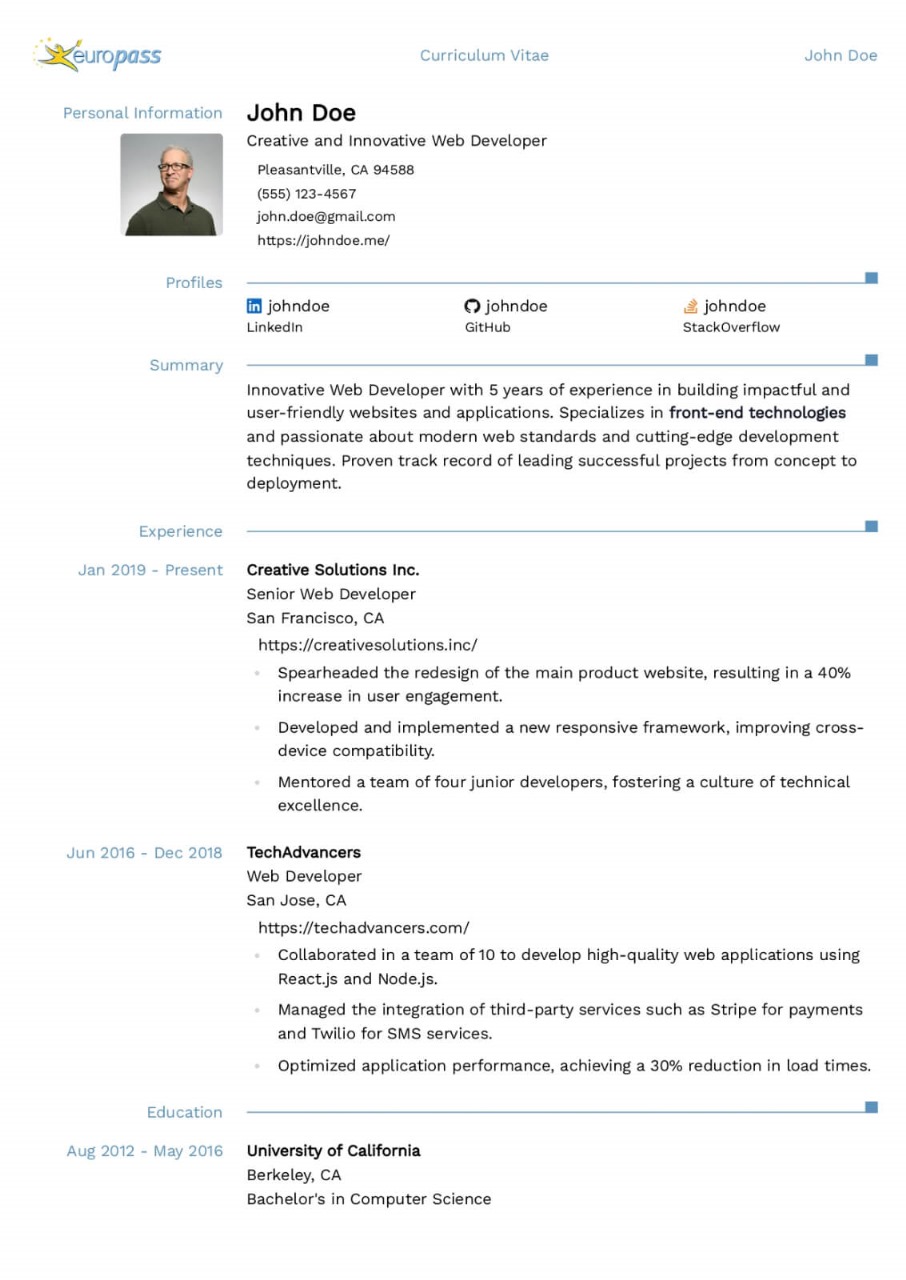 europass
Curriculum Vitae
John Doe
Personal Information
John Doe
Creative and Innovative Web Developer
Pleasantville, CA 94588
(555) 123-4567
john.doe@gmail.com
https://johndoe.me/
Profiles
in johndoe
LinkedIn
johndoe
GitHub
johndoe
StackOverflow
Summary
Innovative Web Developer with 5 years of experience in building impactful and
user-friendly websites and applications. Specializes in front-end technologies
and passionate about modern web standards and cutting-edge development
techniques. Proven track record of leading successful projects from concept to
deployment.
Experience
Jan 2019 - Present
Creative Solutions Inc.
Senior Web Developer
San Francisco, CA
https://creativesolutions.inc/
Spearheaded the redesign of the main product website, resulting in a 40%
increase in user engagement.
Developed and implemented a new responsive framework, improving cross-
device compatibility.
Mentored a team of four junior developers, fostering a culture of technical
excellence.
Jun 2016 - Dec 2018
TechAdvancers
Web Developer
San Jose, CA
https://techadvancers.com/
Collaborated in a team of 10 to develop high-quality web applications using
React.js and Node.js.
Managed the integration of third-party services such as Stripe for payments
and Twilio for SMS services.
Optimized application performance, achieving a 30% reduction in load times.
Education
Aug 2012 - May 2016
University of California
Berkeley, CA
Bachelor's in Computer Science